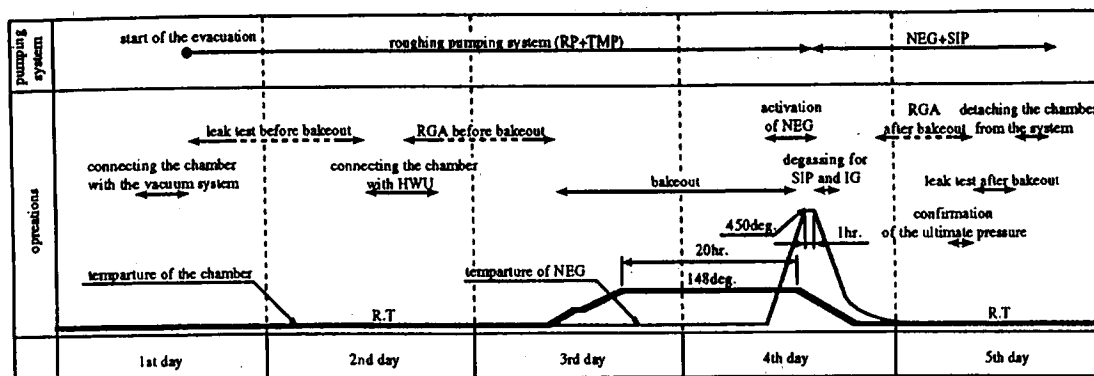 pumping
system
start of the evacuation
roughing pumping system (RP+TMP)
NEG+SIP
opreations
leak test before bakeout
RGA before bakeout
activation
of NEG
RGA
after bakeout
detaching the chamber
from the system
connecting the chamber
with the vacuum system
connecting the chamber
with HWU
bakeout
degassing for
SIP and IG
leak test after bakeout
450deg.
1hr.
confirmation
of the ultimate pressure
20hr.
temparture of the chamber
temparture of NEG
148deg.
R.T
R.T
1st day
2nd day
3rd day
4th day
5th day